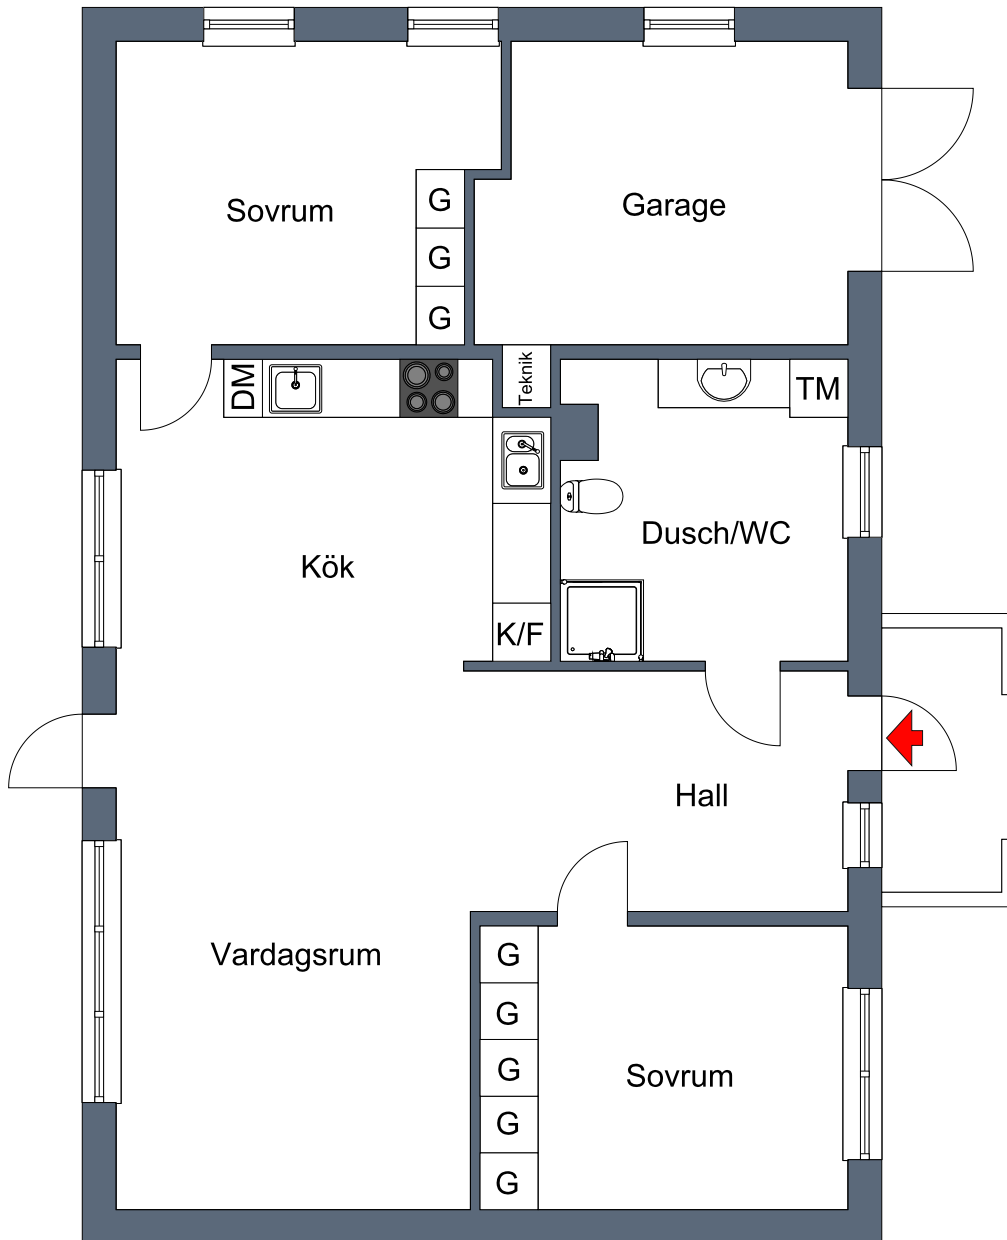 Sovrum
Garage
G
G
G
DM
Teknik
TM
Dusch/WC
Kök
K/F
Hall
Vardagsrum
G
G
G
G
G
Sovrum